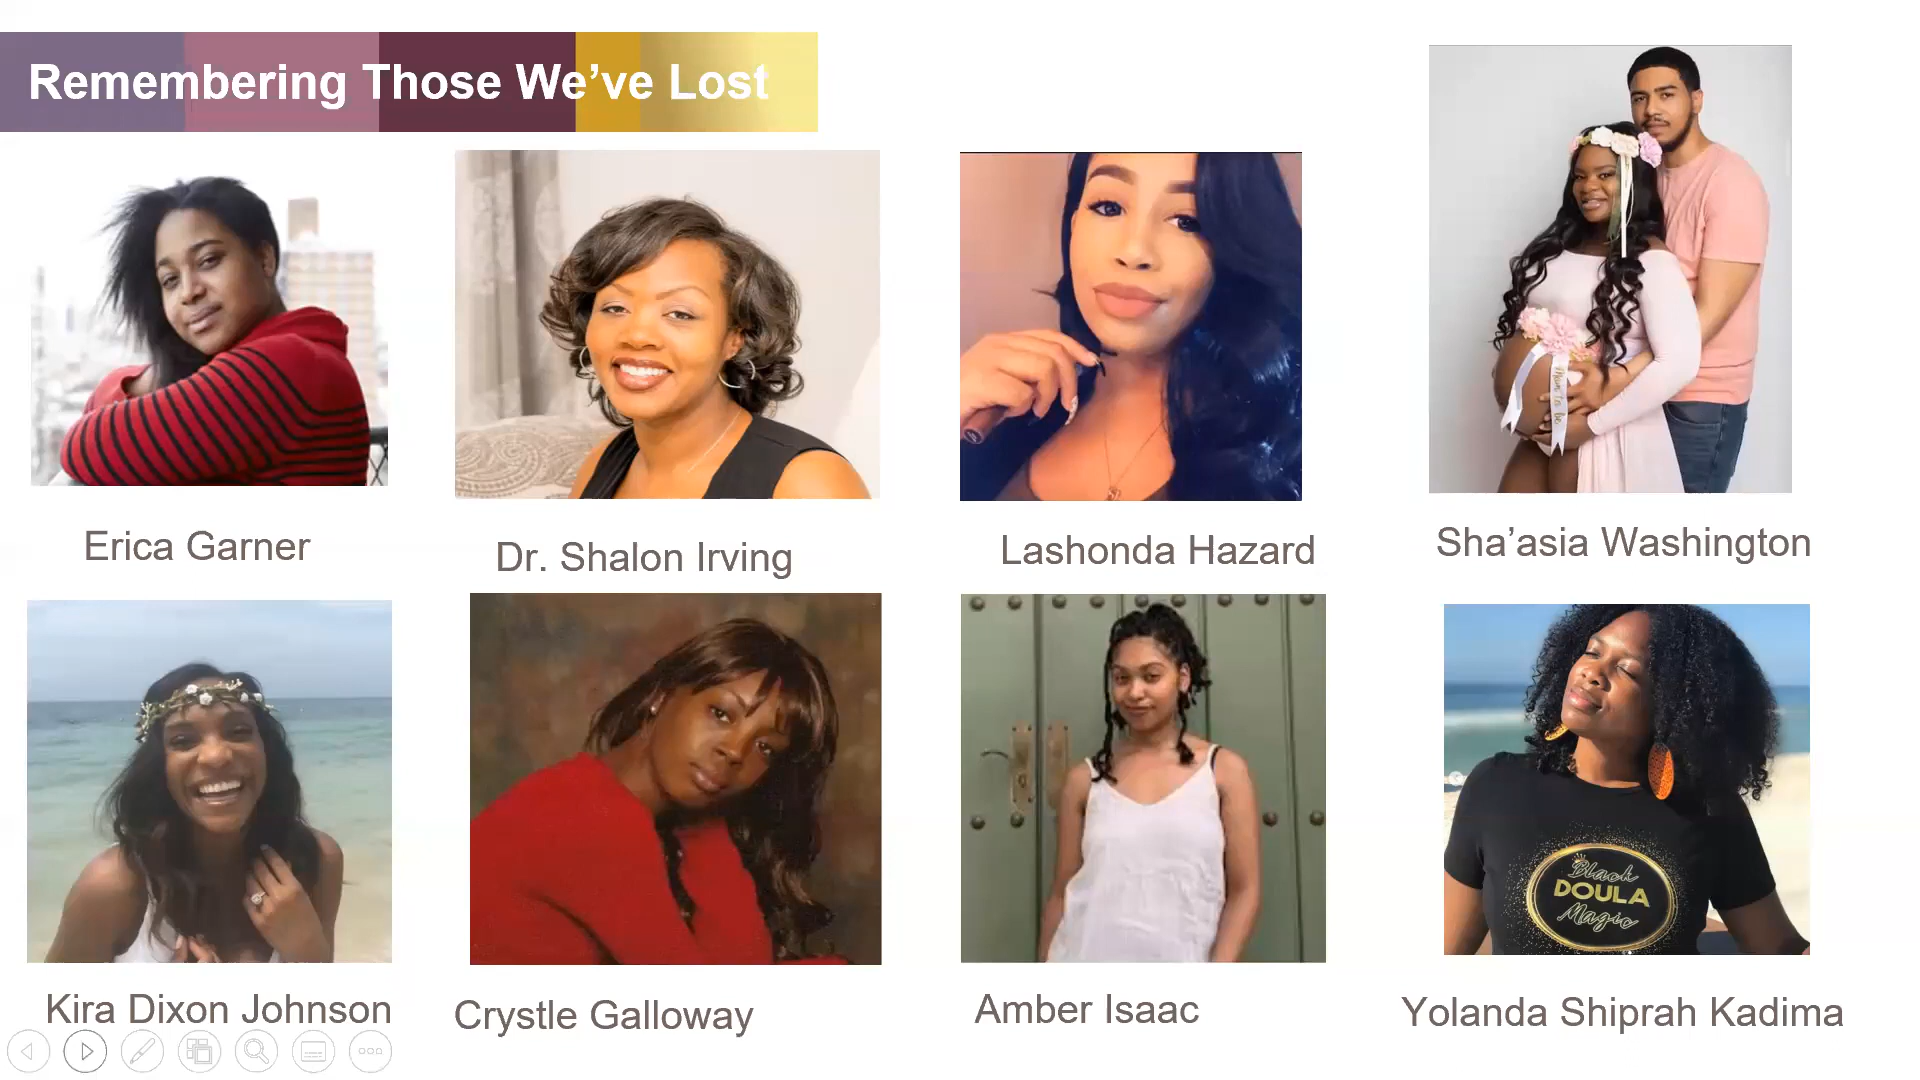 Remembering Those We've Lost
Erica Garner
Dr. Shalon Irving
Lashonda Hazard
Sha'asia Washington
Mom to be
Kira Dixon Johnson
Crystle Galloway
Amber Isaac
Black
DOULA
Magic
Yolanda Shiprah Kadima